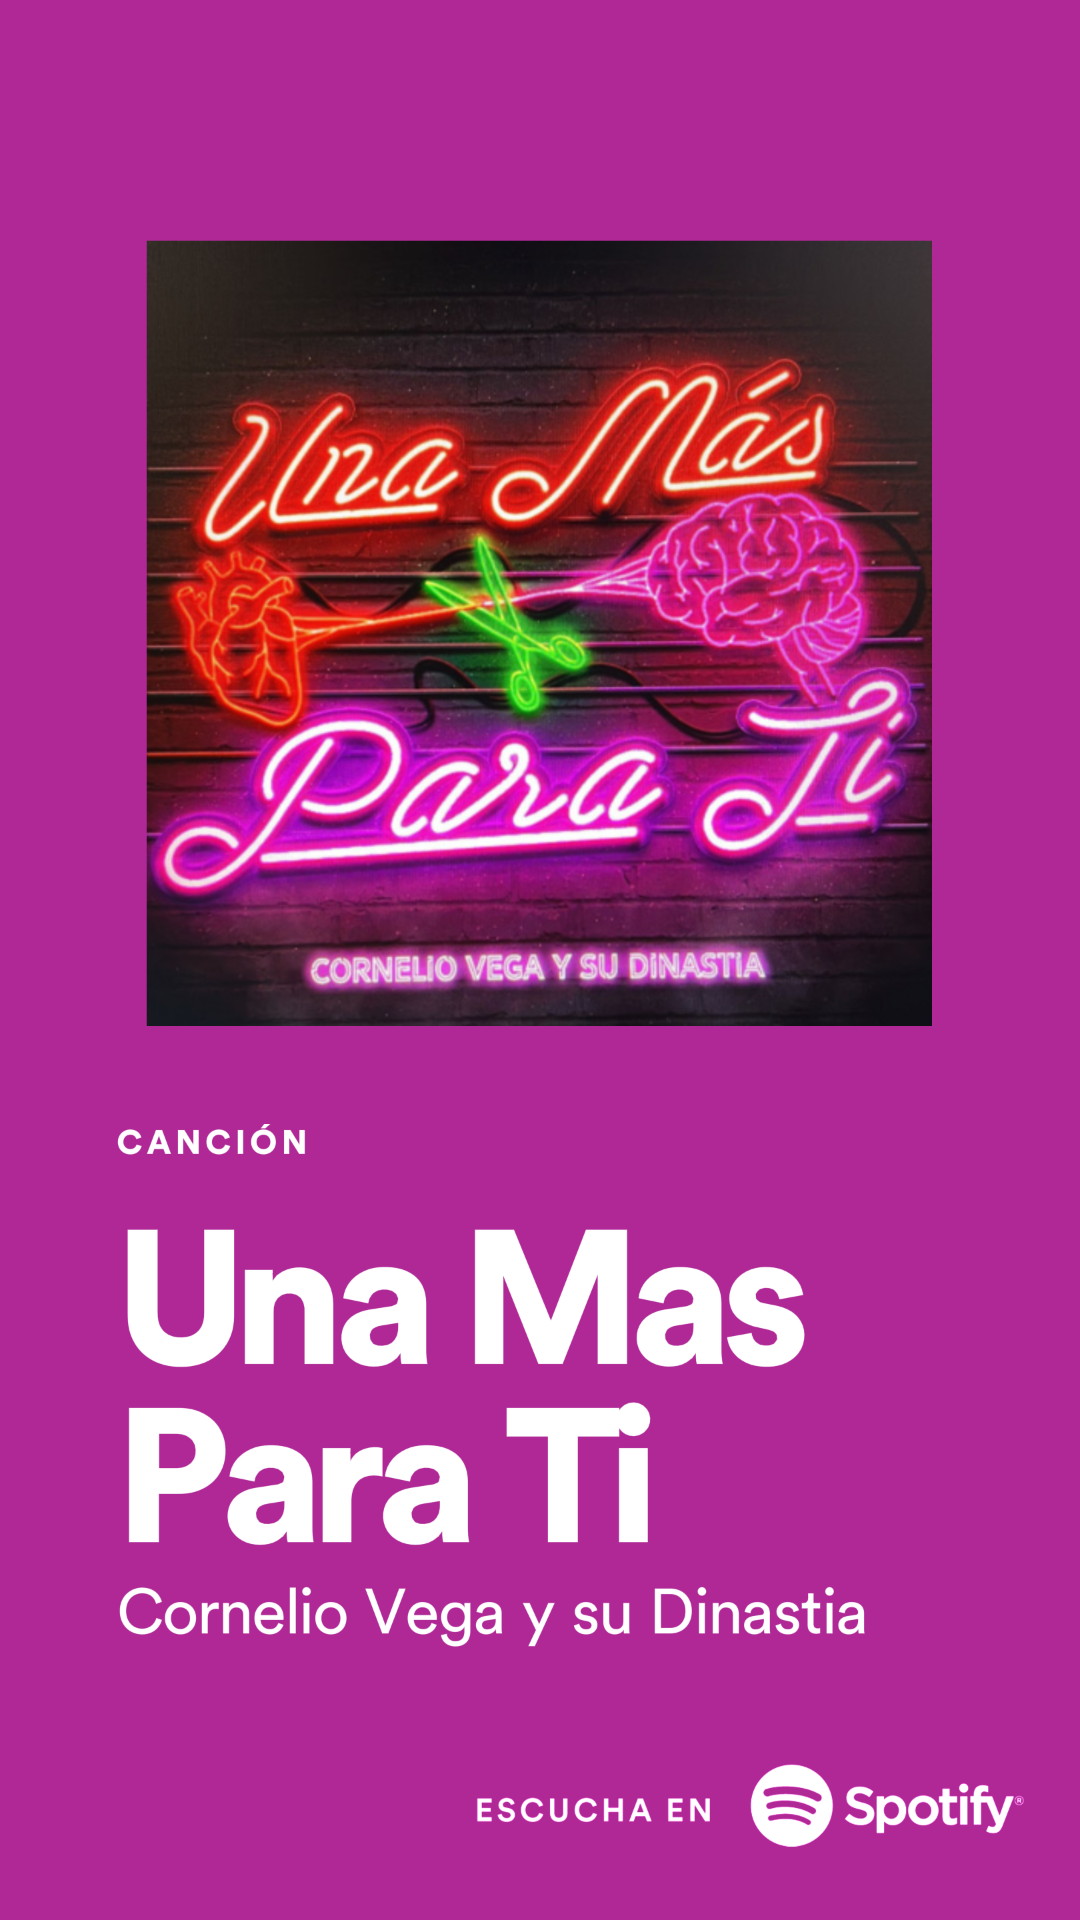 Una Más
Para Ti
CORNELIO VEGA Y SU DINASTIA
CANCIÓN
Una Mas
Para Ti
Cornelio Vega y su Dinastia
ESCUCHA EN Spotify®